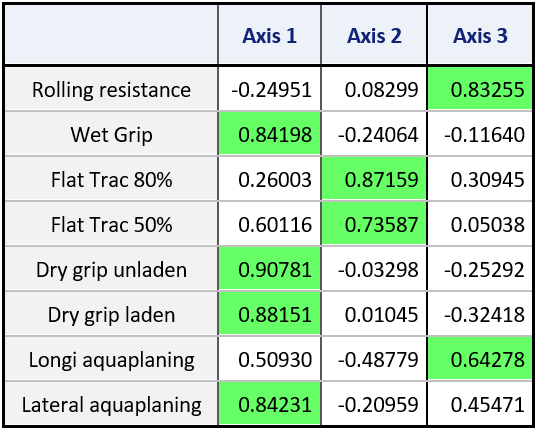 Axis 1 Axis 2 Axis 3
Rolling resistance -0.24951 0.08299 0.83255
Wet Grip 0.84198 -0.24064 -0.11640
Flat Trac 80% 0.26003 0.87159 0.30945
Flat Trac 50% 0.60116 0.73587 0.05038
Dry grip unladen 0.90781 -0.03298 -0.25292
Dry grip laden 0.88151 0.01045 -0.32418
Longi aquaplaning 0.50930 -0.48779 0.64278
Lateral aquaplaning 0.84231 -0.20959 0.45471